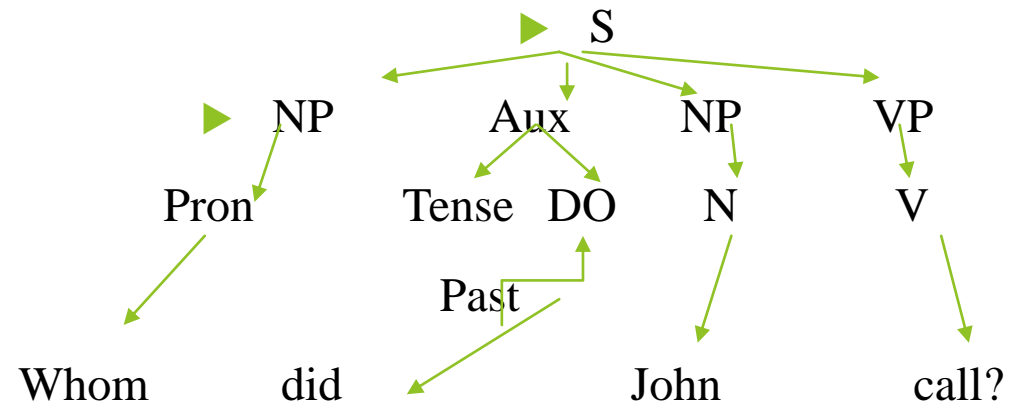 S
NP Aux NP VP
Pron Tense DO N V
Past
Whom did John call?